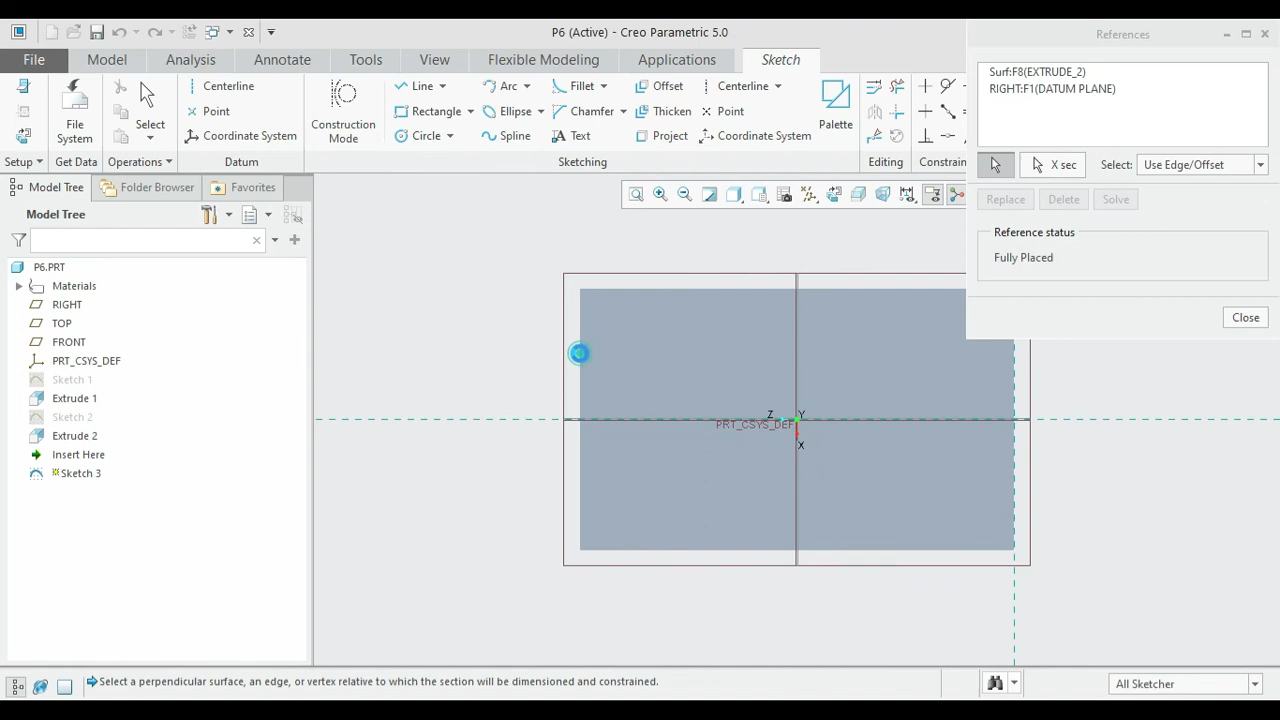 P6 (Active) - Creo Parametric 5.0
References
File
Model
Analysis
Annotate
Tools
View
Flexible Modeling
Applications
Sketch
File System
Select
Centerline
Point
Coordinate System
Construction Mode
Line
Rectangle
Circle
Arc
Ellipse
Spline
Fillet
Chamfer
Text
Offset
Thicken
Project
Centerline
Point
Coordinate System
Palette
Setup
Get Data
Operations
Datum
Sketching
Editing
Constrain
Surf:F8(EXTRUDE_2)
RIGHT:F1(DATUM PLANE)
X sec
Select:
Use Edge/Offset
Replace
Delete
Solve
Reference status
Fully Placed
Close
Model Tree
Folder Browser
Favorites
Model Tree
P6.PRT
Materials
RIGHT
TOP
FRONT
PRT_CSYS_DEF
Sketch 1
Extrude 1
Sketch 2
Extrude 2
Insert Here
Sketch 3
Z
Y
PRT_CSYS_DEF
X
Select a perpendicular surface, an edge, or vertex relative to which the section will be dimensioned and constrained.
All Sketcher